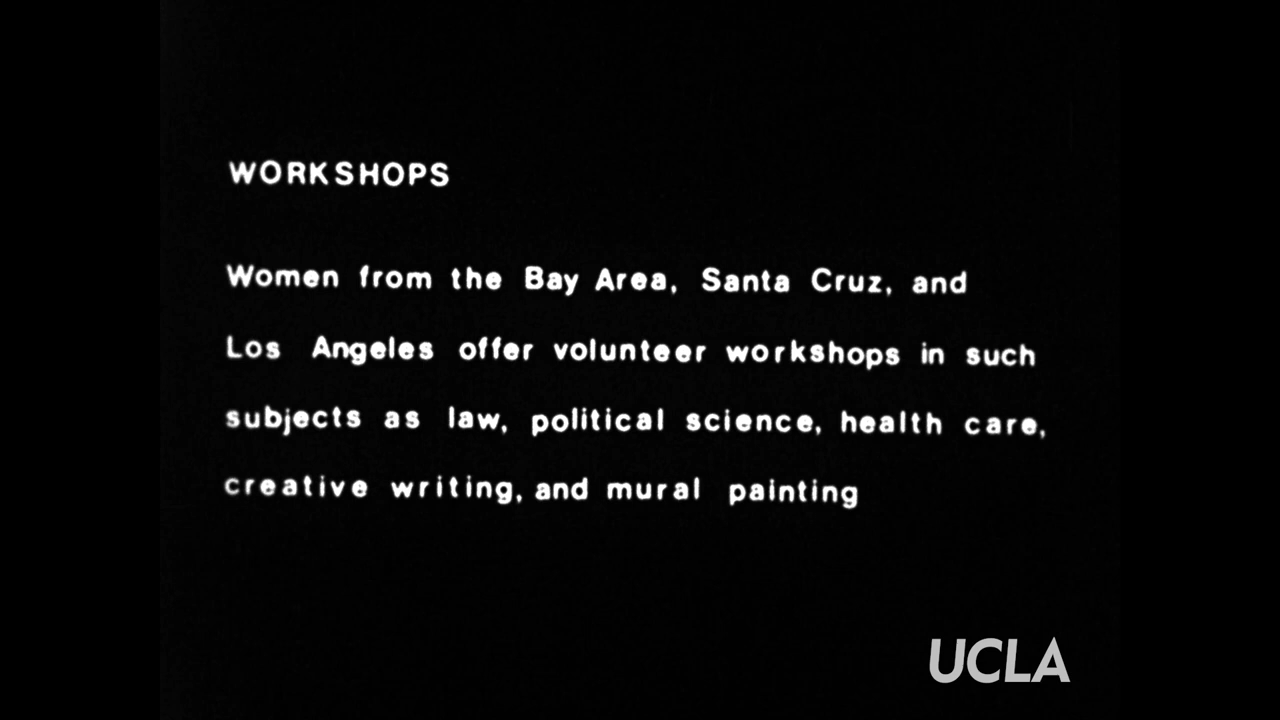 WORKSHOPS
Women from the Bay Area, Santa Cruz, and
Los Angeles offer volunteer workshops in such
subjects as law, political science, health care,
creative writing, and mural painting
UCLA